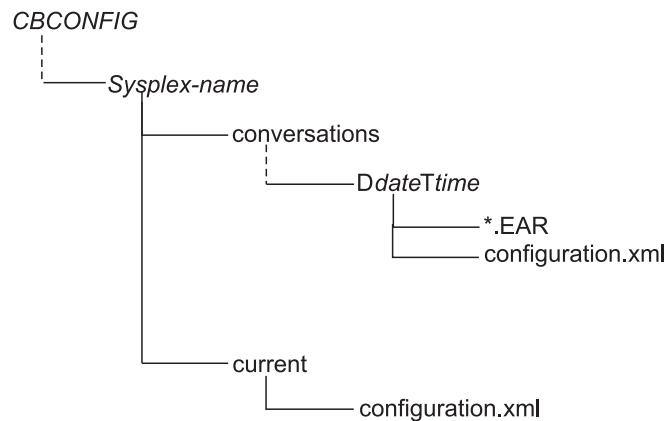 CBCONFIG
Sysplex-name
conversations
DdateTtime
*.EAR
configuration.xml
current
configuration.xml